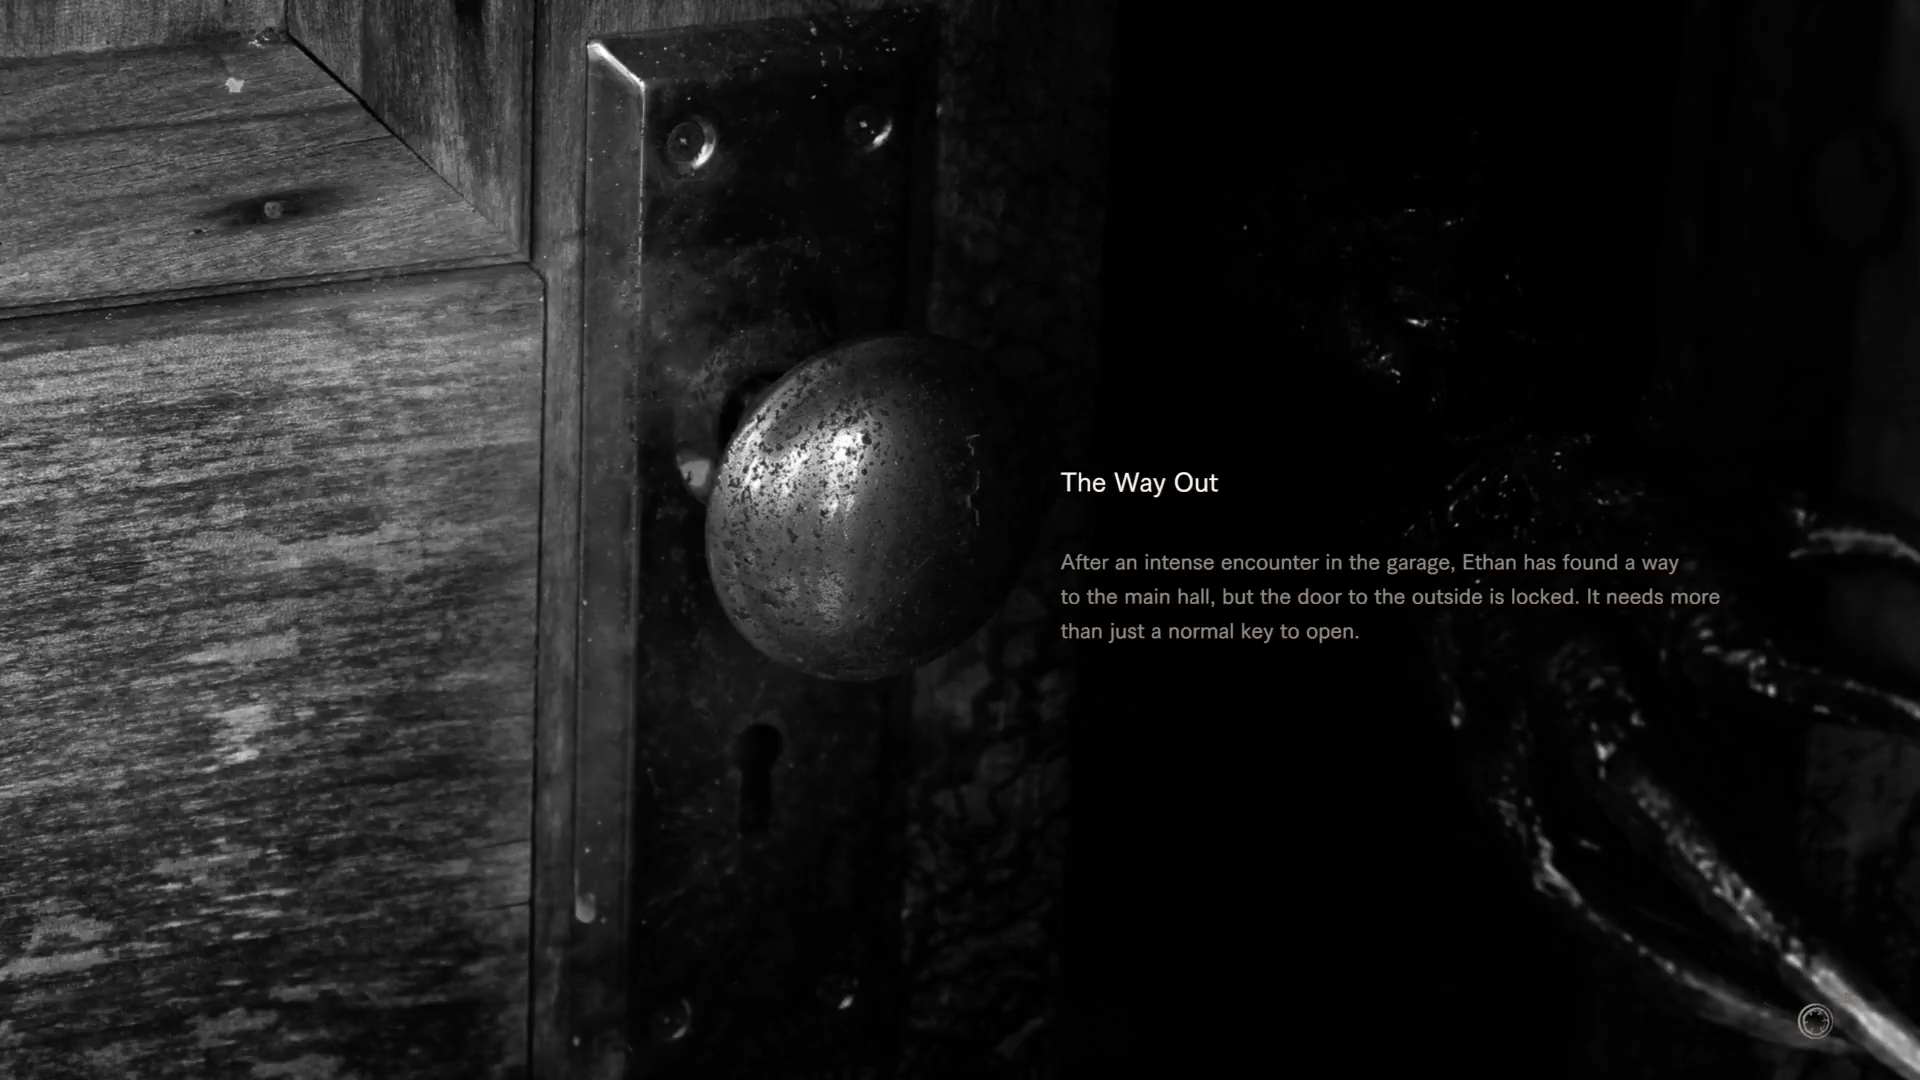 The Way Out
After an intense encounter in the garage, Ethan has found a way
to the main hall, but the door to the outside is locked. It needs more
than just a normal key to open.